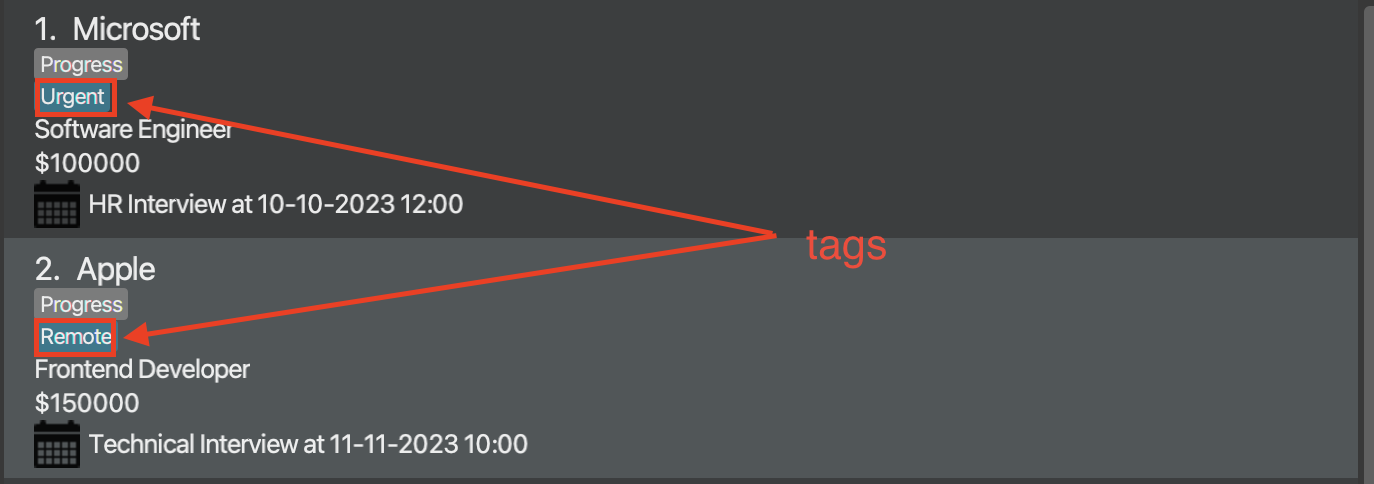 1. Microsoft
Progress
Urgent
Software Engineer
$100000
HR Interview at 10-10-2023 12:00
tags
2. Apple
Progress
Remote
Frontend Developer
$150000
Technical Interview at 11-11-2023 10:00